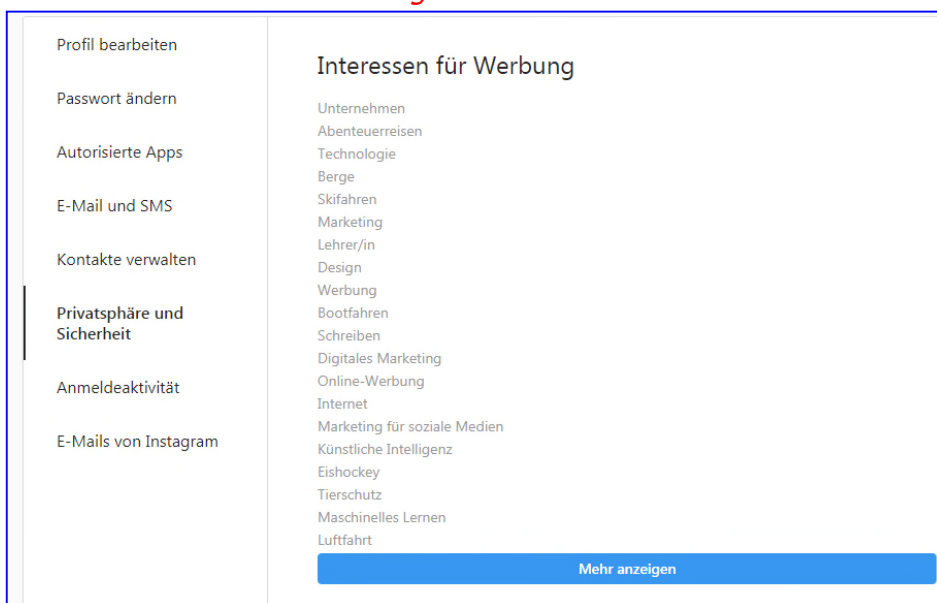 Profil bearbeiten
Passwort ändern
Autorisierte Apps
E-Mail und SMS
Kontakte verwalten
Privatsphäre und
Sicherheit
Anmeldeaktivität
E-Mails von Instagram
Interessen für Werbung
Unternehmen
Abenteuerreisen
Technologie
Berge
Skifahren
Marketing
Lehrer/in
Design
Werbung
Bootfahren
Schreiben
Digitales Marketing
Online-Werbung
Internet
Marketing für soziale Medien
Künstliche Intelligenz
Eishockey
Tierschutz
Maschinelles Lernen
Luftfahrt
Mehr anzeigen